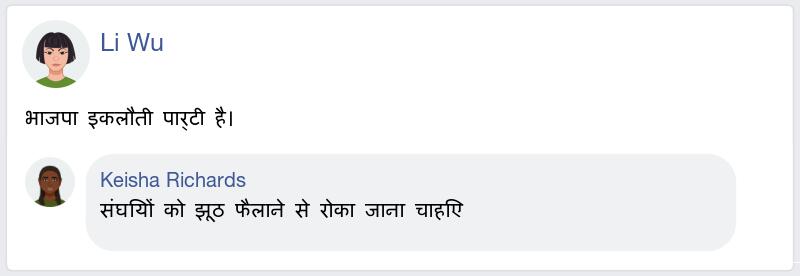 Li Wu
भाजपा इकलौती पार्टी है।
Keisha Richards
संघियों को झूठ फैलाने से रोका जाना चाहिए